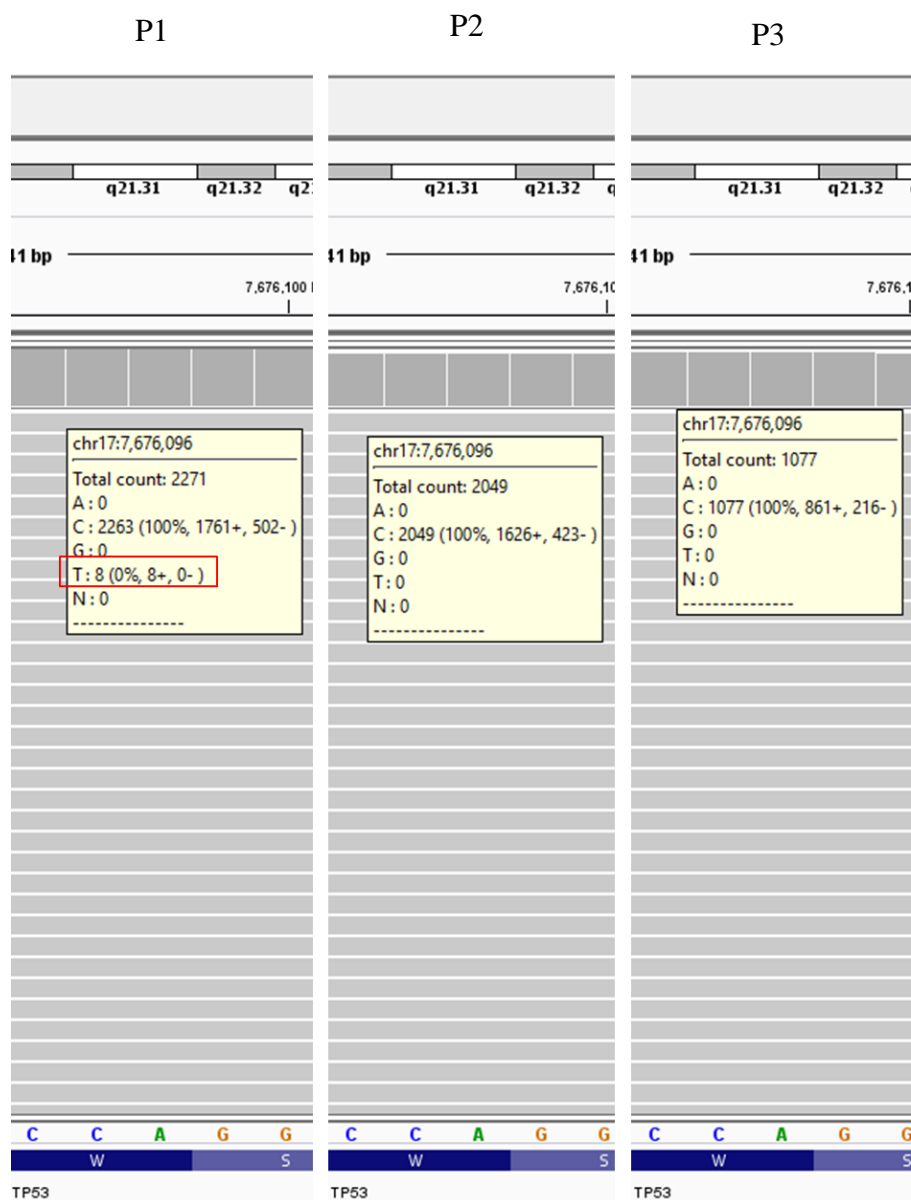 P1
q21.31 q21.32 q2
41 bp
7,676,100
chr17:7,676,096
Total count: 2271
A : 0
C : 2263 (100%, 1761+, 502- )
G : 0
T : 8 (0%, 8+, 0- )
N : 0
---------------
C C A G G
W S
TP53
P2
q21.31 q21.32
41 bp
7,676,10
chr17:7,676,096
Total count: 2049
A : 0
C : 2049 (100%, 1626+, 423- )
G : 0
T : 0
N : 0
---------------
C C A G G
W S
TP53
P3
q21.31 q21.32
41 bp
7,676,1
chr17:7,676,096
Total count: 1077
A : 0
C : 1077 (100%, 861+, 216- )
G : 0
T : 0
N : 0
---------------
C C A G G
W S
TP53